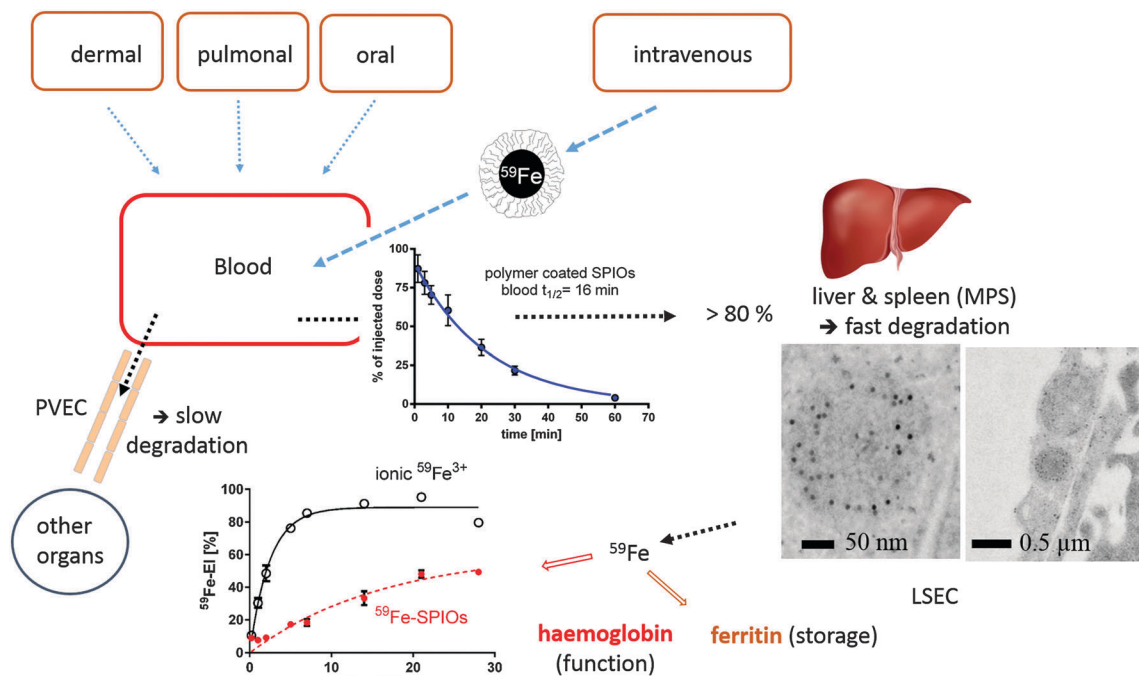 dermal
pulmonal
oral
intravenous
⁵⁹Fe
Blood
polymer coated SPIOs
blood t1/2= 16 min
% of injected dose
100
75
50
25
0
0 10 20 30 40 50 60 70
time [min]
> 80 %
liver & spleen (MPS)
➔ fast degradation
PVEC
➔ slow
degradation
other
organs
50 nm
0.5 µm
LSEC
ionic ⁵⁹Fe³⁺
⁵⁹Fe-EI [%]
100
80
60
40
20
0
0 10 20 30
⁵⁹Fe-SPIOs
⁵⁹Fe
haemoglobin
(function)
ferritin (storage)